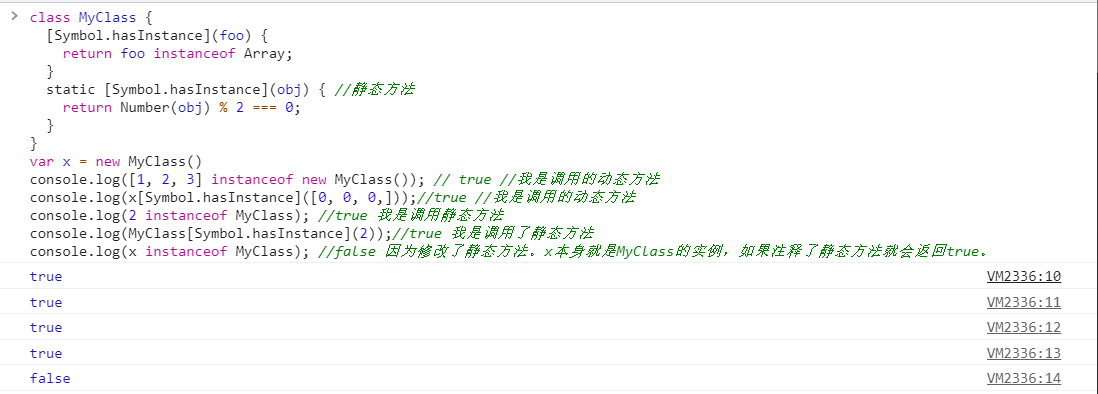 > class MyClass {
[Symbol.hasInstance](foo) {
return foo instanceof Array;
}
static [Symbol.hasInstance](obj) { //静态方法
return Number(obj) % 2 === 0;
}
}
var x = new MyClass()
console.log([1, 2, 3] instanceof new MyClass()); // true //我是调用的动态方法
console.log(x[Symbol.hasInstance]([0, 0, 0,]));//true //我是调用的动态方法
console.log(2 instanceof MyClass); //true 我是调用静态方法
console.log(MyClass[Symbol.hasInstance](2));//true 我是调用了静态方法
console.log(x instanceof MyClass); //false 因为修改了静态方法。x本身就是MyClass的实例，如果注释了静态方法就会返回true。
true VM2336:10
true VM2336:11
true VM2336:12
true VM2336:13
false VM2336:14